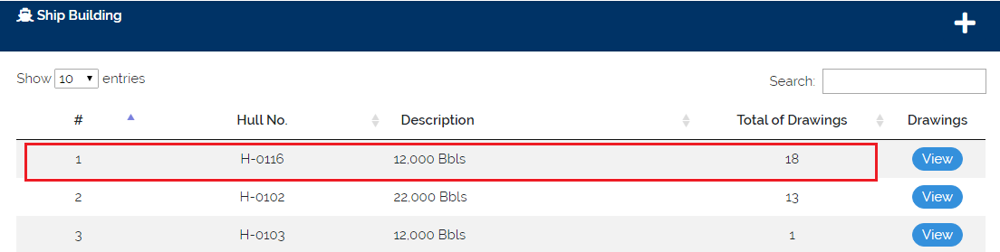 Ship Building
Show 10 entries Search:
# Hull No. Description Total of Drawings Drawings
1 H-0116 12,000 Bbls 18 View
2 H-0102 22,000 Bbls 13 View
3 H-0103 12,000 Bbls 1 View